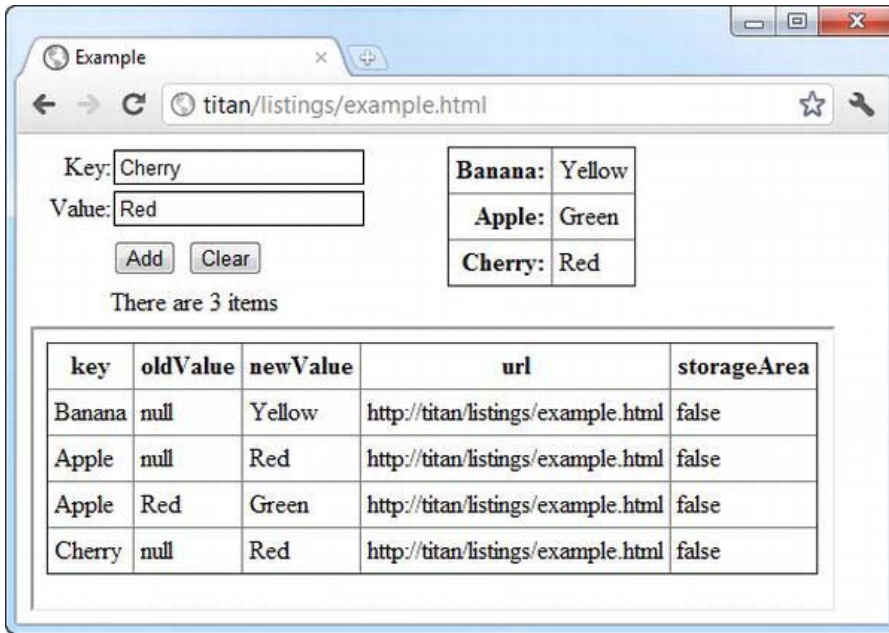 Example
titan/listings/example.html
Key: Cherry
Value: Red
Add Clear
There are 3 items
Banana: Yellow
Apple: Green
Cherry: Red
key oldValue newValue url storageArea
Banana null Yellow http://titan/listings/example.html false
Apple null Red http://titan/listings/example.html false
Apple Red Green http://titan/listings/example.html false
Cherry null Red http://titan/listings/example.html false